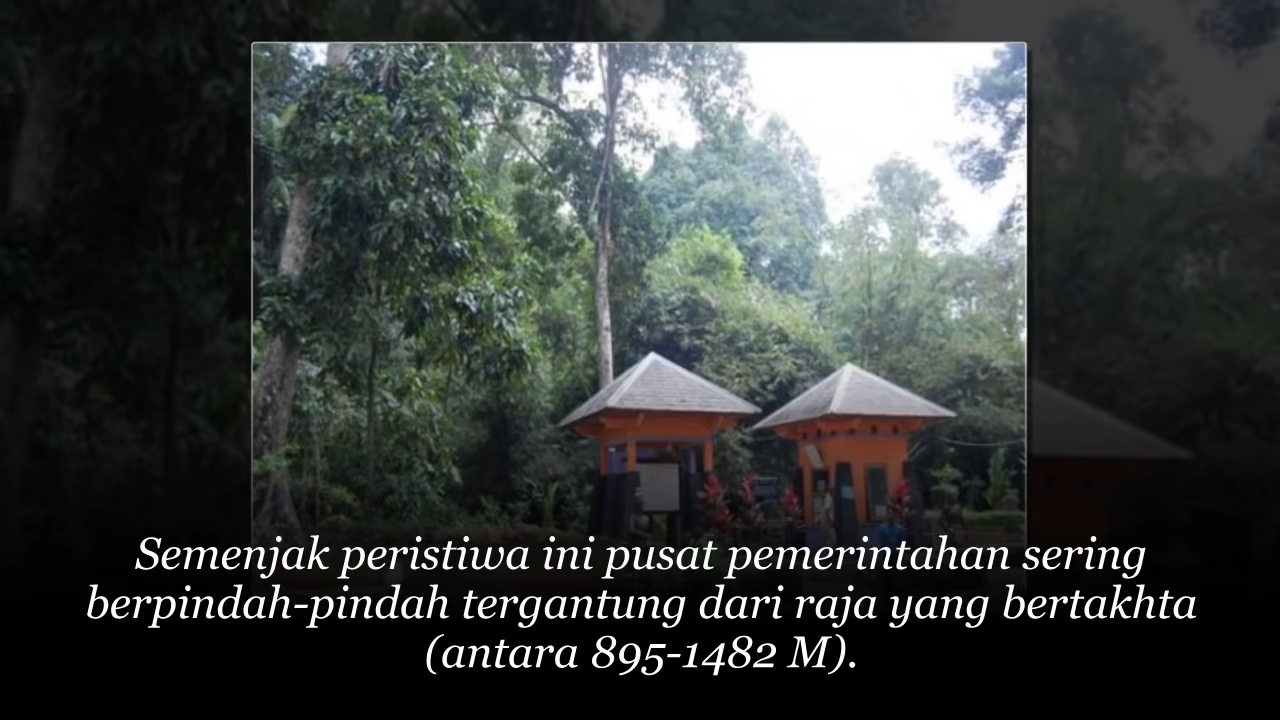 Semenjak peristiwa ini pusat pemerintahan sering
berpindah-pindah tergantung dari raja yang bertakhta
(antara 895-1482 M).